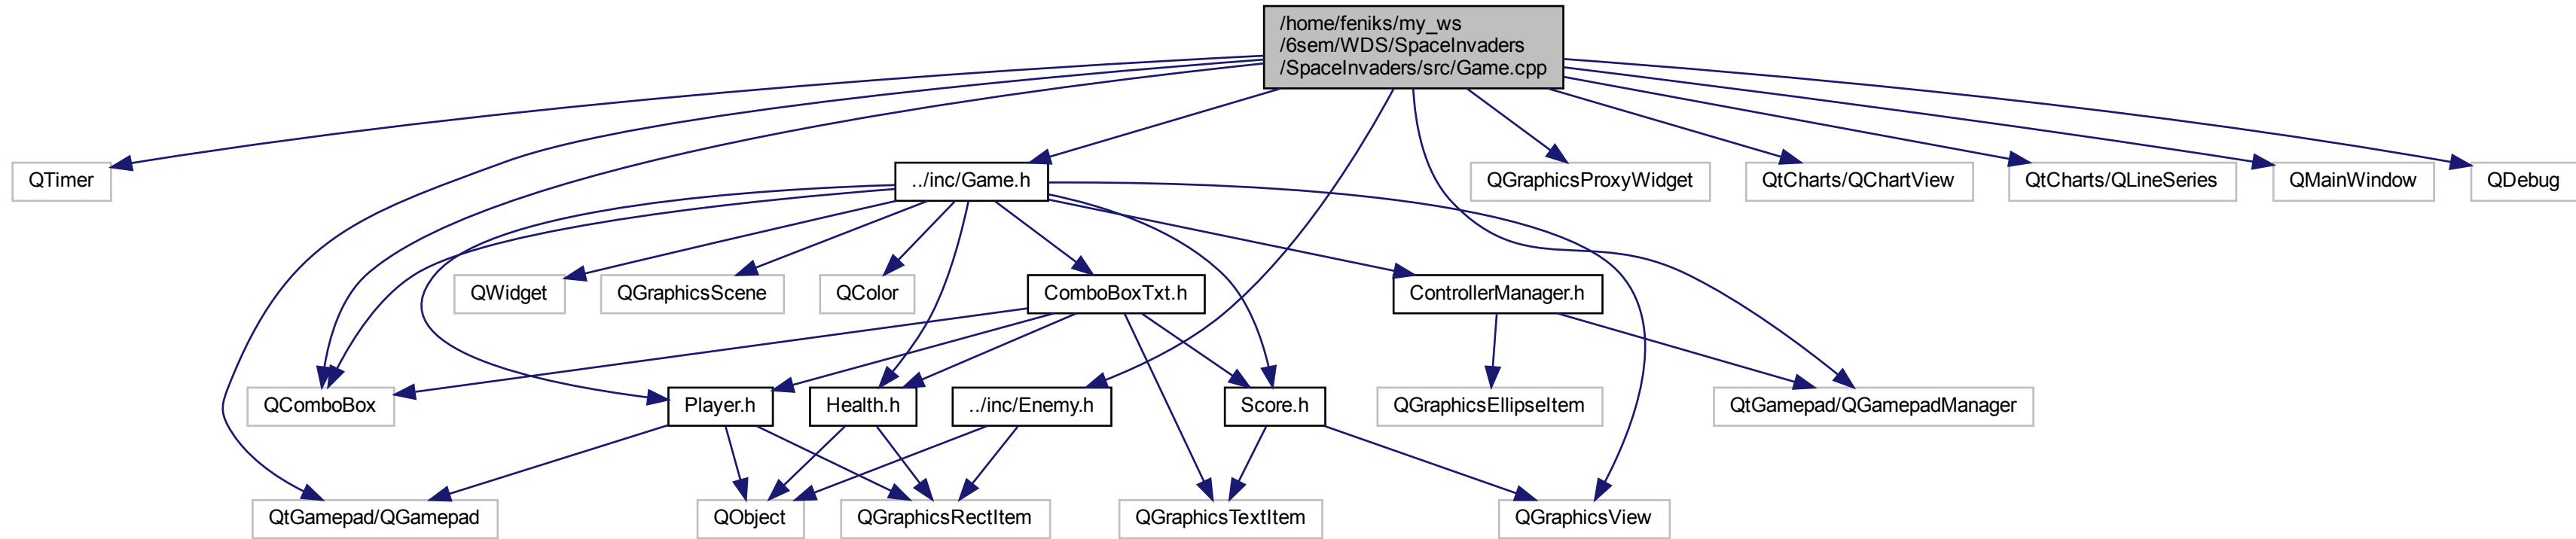 /home/feniks/my_ws
/6sem/WDS/SpaceInvaders
/SpaceInvaders/src/Game.cpp
QTimer
../inc/Game.h
QGraphicsProxyWidget
QtCharts/QChartView
QtCharts/QLineSeries
QMainWindow
QDebug
QWidget
QGraphicsScene
QColor
ComboBoxTxt.h
ControllerManager.h
QComboBox
Player.h
Health.h
../inc/Enemy.h
Score.h
QGraphicsEllipseItem
QtGamepad/QGamepadManager
QtGamepad/QGamepad
QObject
QGraphicsRectItem
QGraphicsTextItem
QGraphicsView